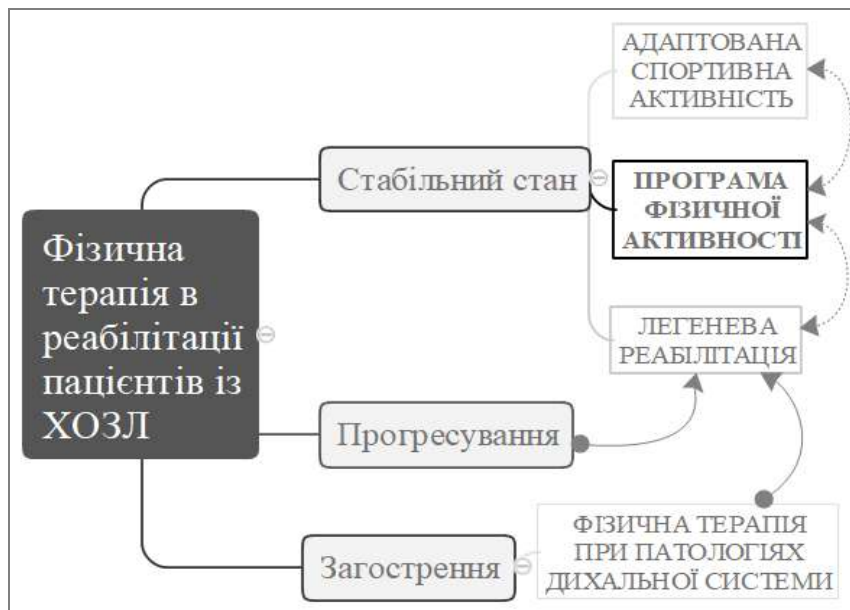 Фізична
терапія в
реабілітації
пацієнтів із
ХОЗЛ
Стабільний стан
АДАПТОВАНА
СПОРТИВНА
АКТИВНІСТЬ
ПРОГРАМА
ФІЗИЧНОЇ
АКТИВНОСТІ
ЛЕГЕНЕВА
РЕАБІЛІТАЦІЯ
Прогресування
Загострення
ФІЗИЧНА ТЕРАПІЯ
ПРИ ПАТОЛОГІЯХ
ДИХАЛЬНОЇ СИСТЕМИ